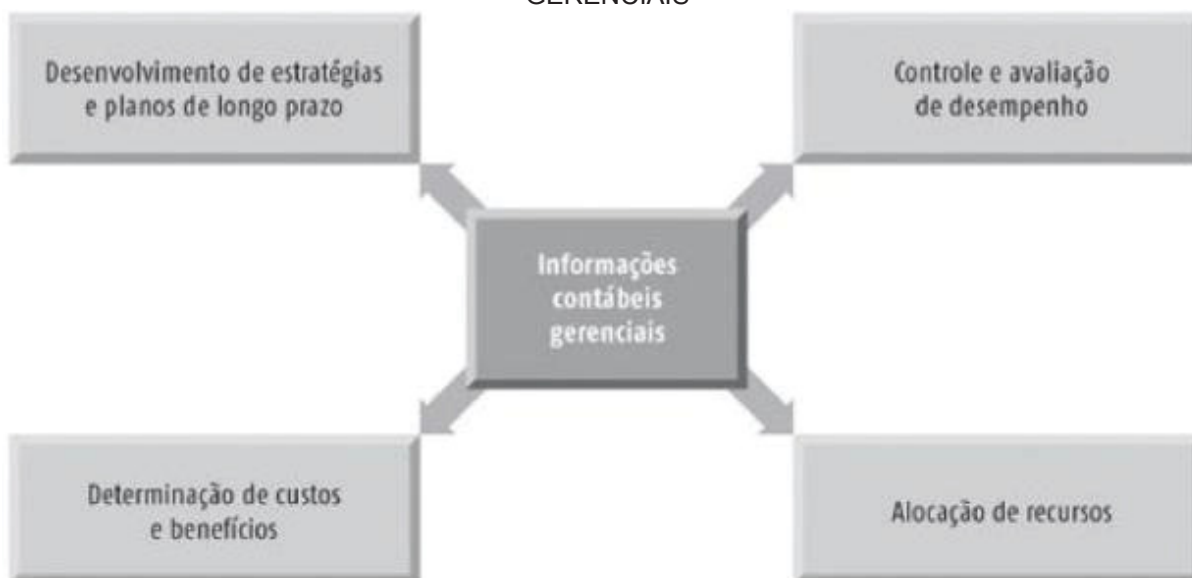 GERENCIAIS
Desenvolvimento de estratégias
e planos de longo prazo
Controle e avaliação
de desempenho
Informações
contábeis
gerenciais
Determinação de custos
e benefícios
Alocação de recursos